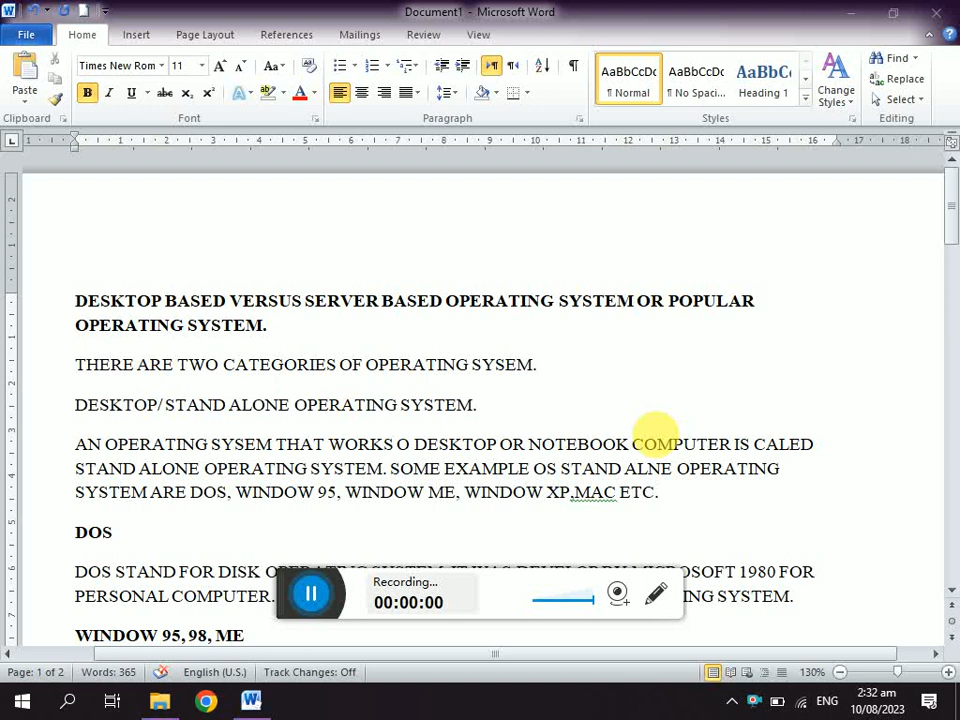 Document1 - Microsoft Word
File Home Insert Page Layout References Mailings Review View
Paste
Times New Rom 11
AaBbCcDc AaBbCcDc AaBbC
¶ Normal ¶ No Spaci... Heading 1
Change Styles
Find
Replace
Select
Clipboard Font Paragraph Styles Editing
DESKTOP BASED VERSUS SERVER BASED OPERATING SYSTEM OR POPULAR
OPERATING SYSTEM.
THERE ARE TWO CATEGORIES OF OPERATING SYSEM.
DESKTOP/ STAND ALONE OPERATING SYSTEM.
AN OPERATING SYSEM THAT WORKS O DESKTOP OR NOTEBOOK COMPUTER IS CALED
STAND ALONE OPERATING SYSTEM. SOME EXAMPLE OS STAND ALNE OPERATING
SYSTEM ARE DOS, WINDOW 95, WINDOW ME, WINDOW XP,MAC ETC.
DOS
DOS STAND FOR DISK OSOFT 1980 FOR
PERSONAL COMPUTER. NG SYSTEM.
Recording...
00:00:00
WINDOW 95, 98, ME
Page: 1 of 2 Words: 365 English (U.S.) Track Changes: Off 130%
ENG 2:32 am
10/08/2023